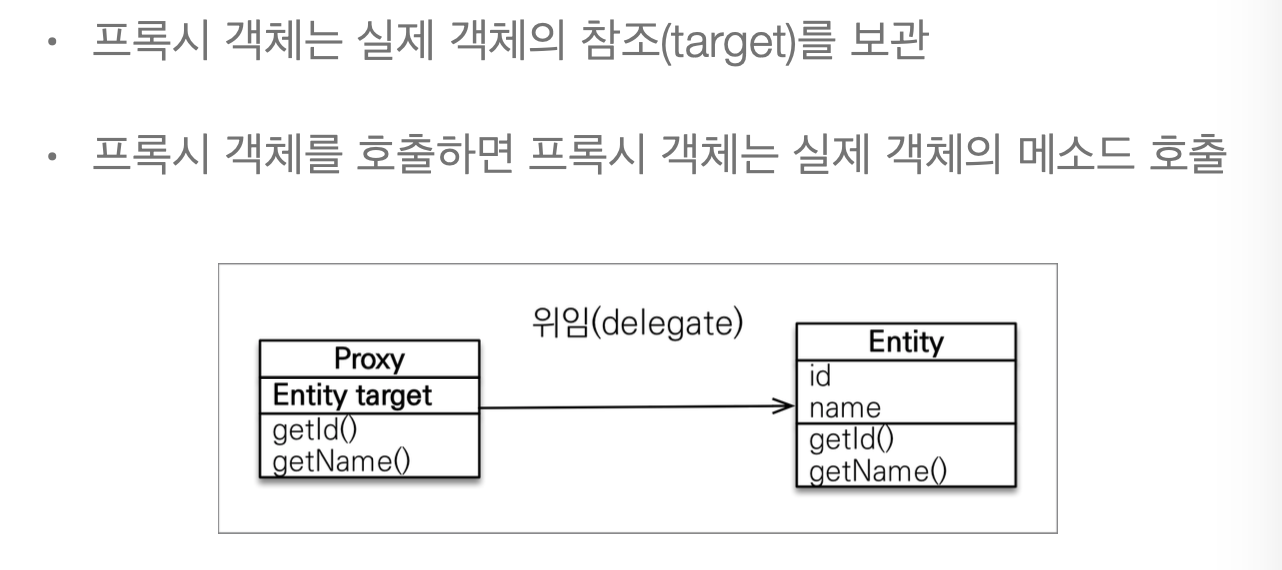 • 프록시 객체는 실제 객체의 참조(target)를 보관
• 프록시 객체를 호출하면 프록시 객체는 실제 객체의 메소드 호출
위임(delegate)
Proxy
Entity target
getId()
getName()
Entity
id
name
getId()
getName()